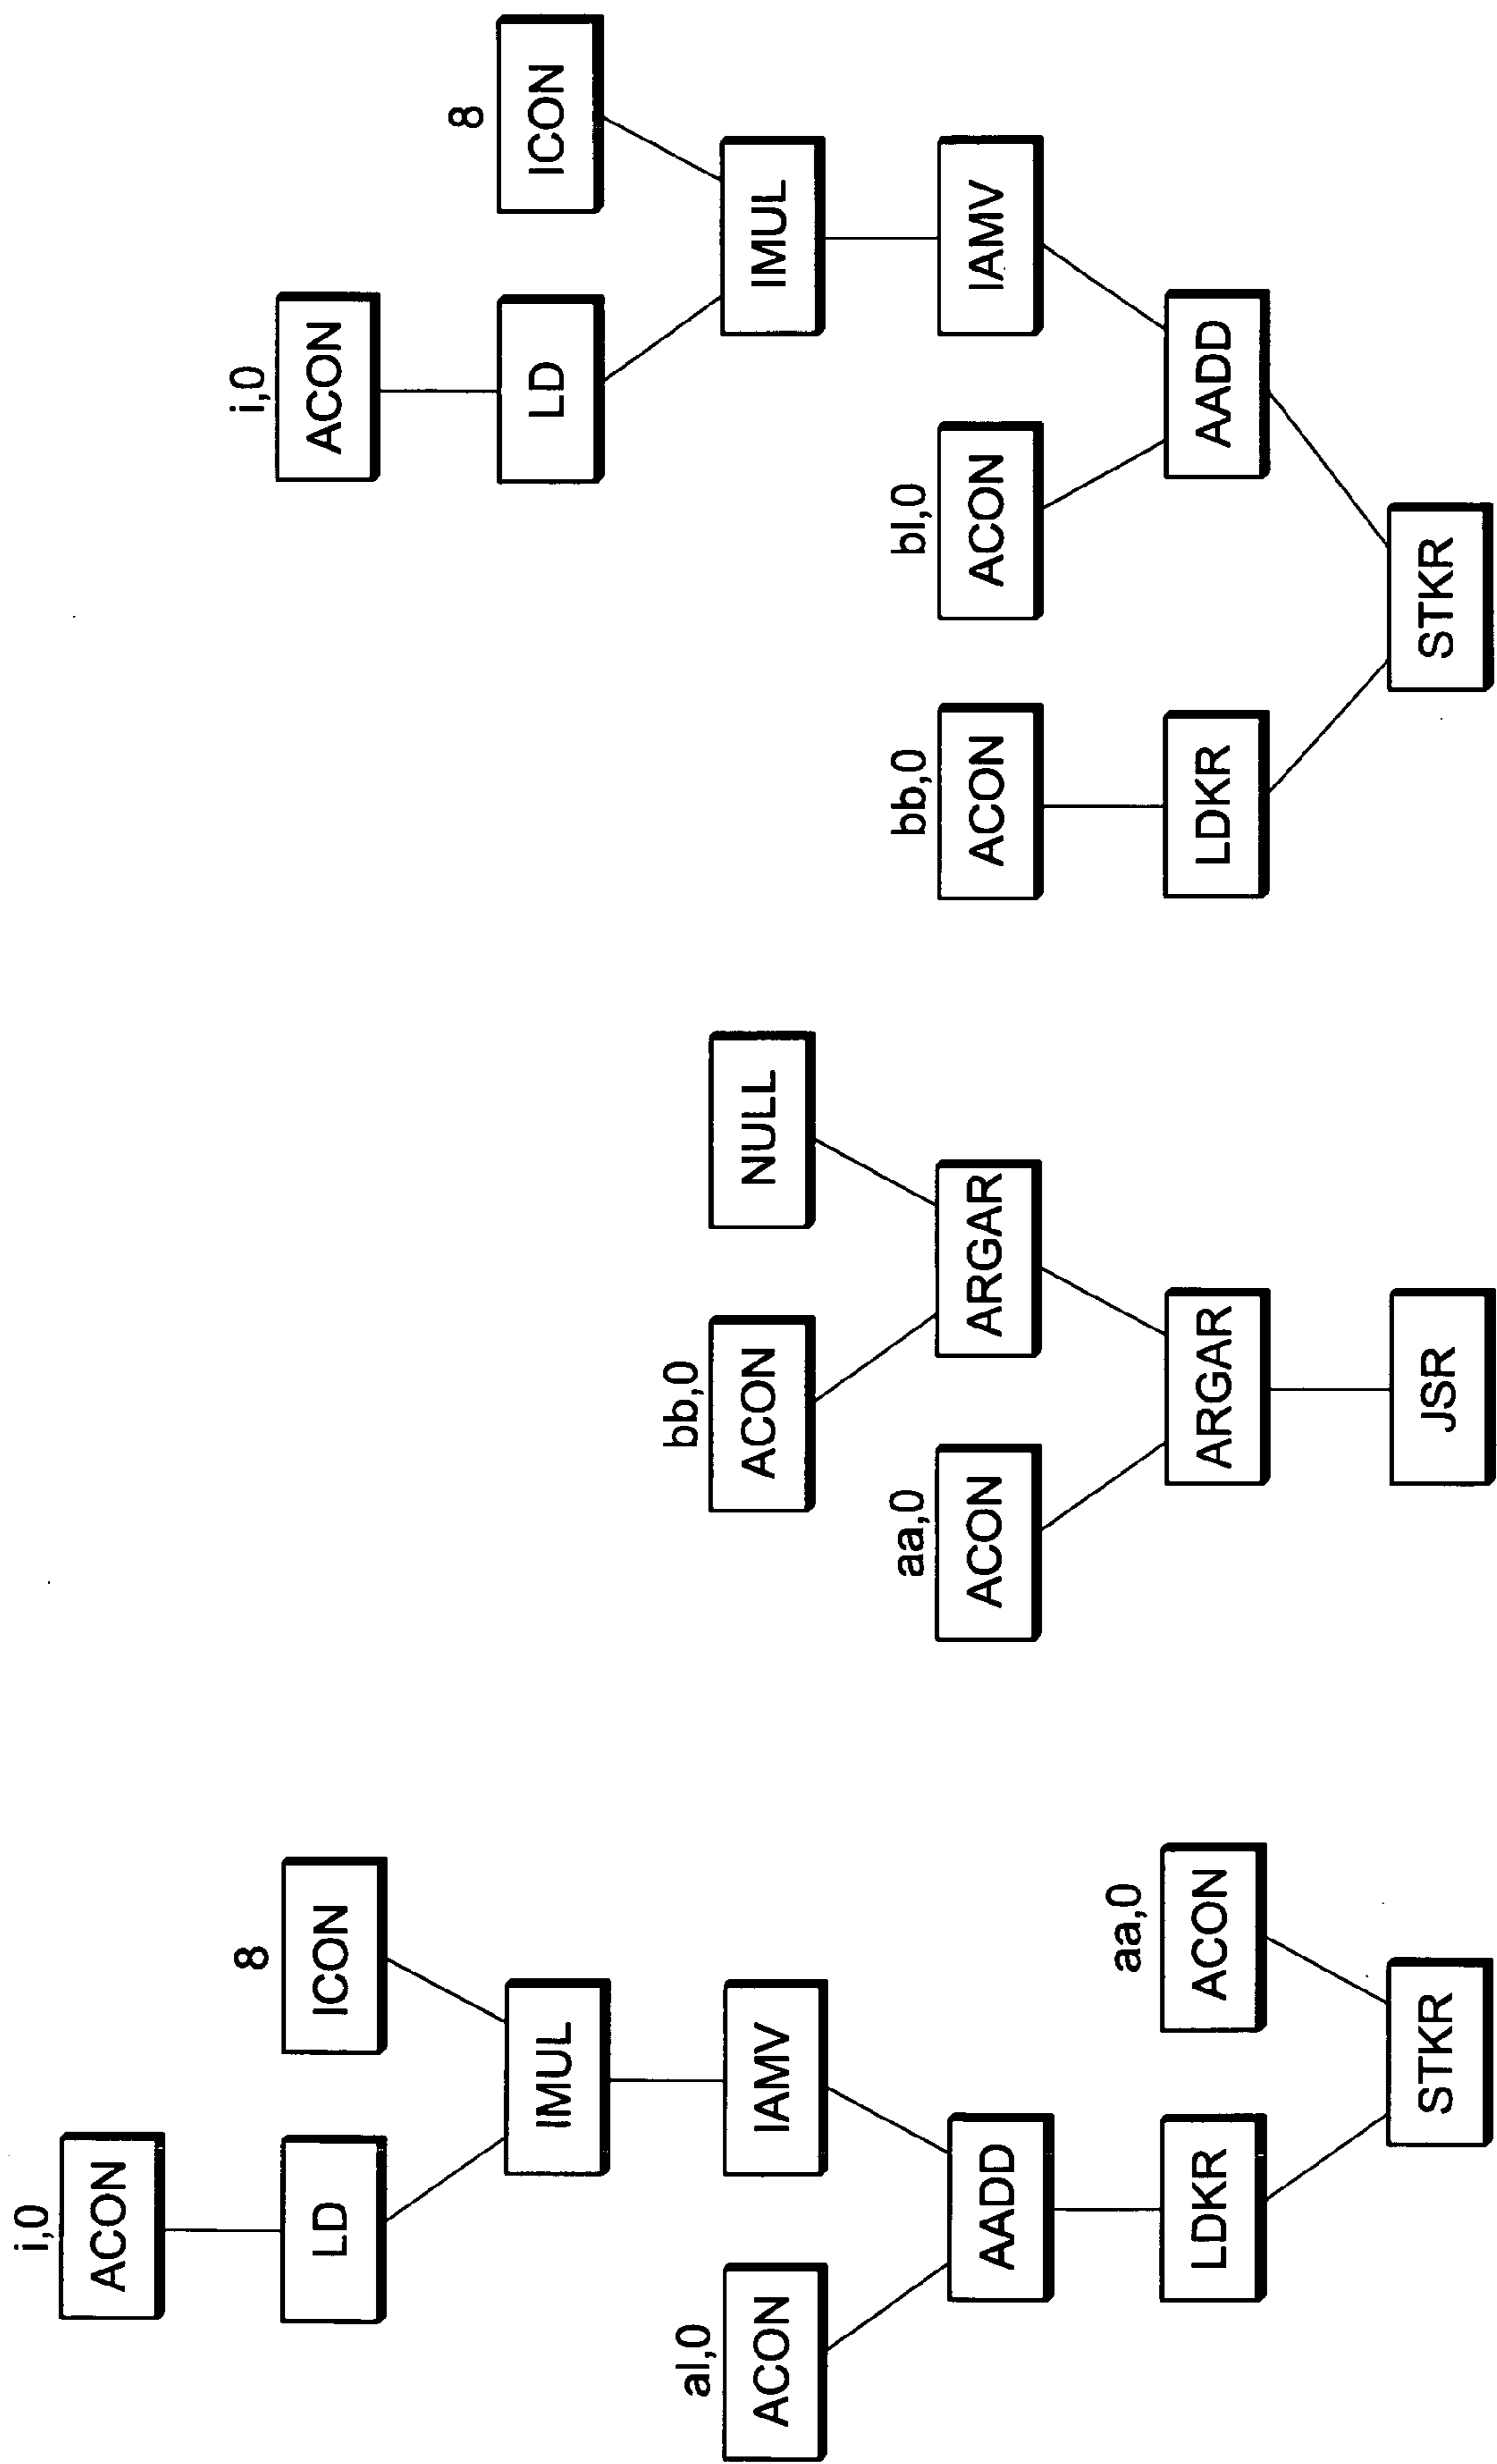 i,0
ACON
8
LD ICON
IMUL
al,0
ACON IAMV
AADD
aa,0
LDKR ACON
STKR
bb,0
ACON NULL
aa,0
ACON ARGAR
ARGAR
JSR
i,0
ACON
8
LD ICON
IMUL
bb,0 bl,0
ACON ACON IAMV
LDKR AADD
STKR